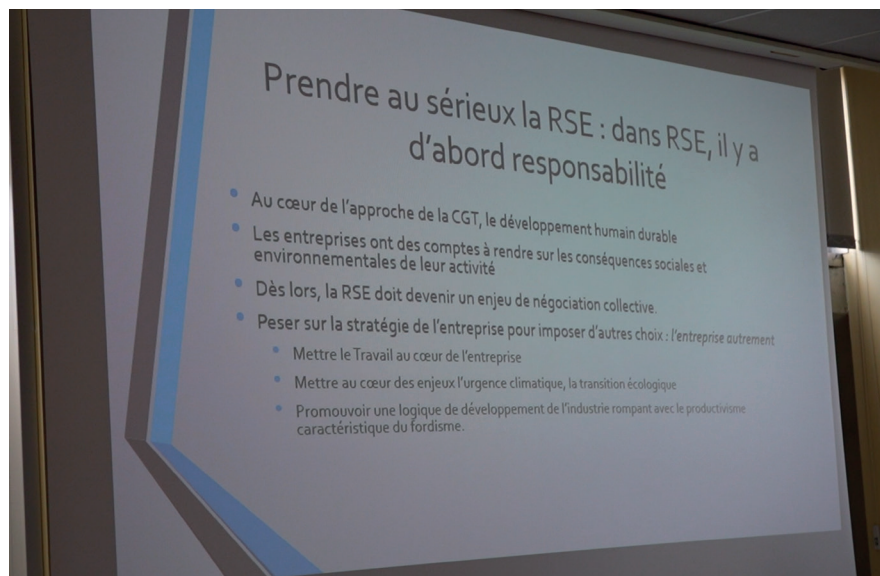 Prendre au sérieux la RSE : dans RSE, il y a
d'abord responsabilité
• Au cœur de l'approche de la CGT, le développement humain durable
• Les entreprises ont des comptes à rendre sur les conséquences sociales et
environnementales de leur activité
• Dès lors, la RSE doit devenir un enjeu de négociation collective.
• Peser sur la stratégie de l'entreprise pour imposer d'autres choix : l'entreprise autrement
• Mettre le Travail au cœur de l'entreprise
• Mettre au cœur des enjeux l'urgence climatique, la transition écologique
• Promouvoir une logique de développement de l'industrie rompant avec le productivisme
caractéristique du fordisme.